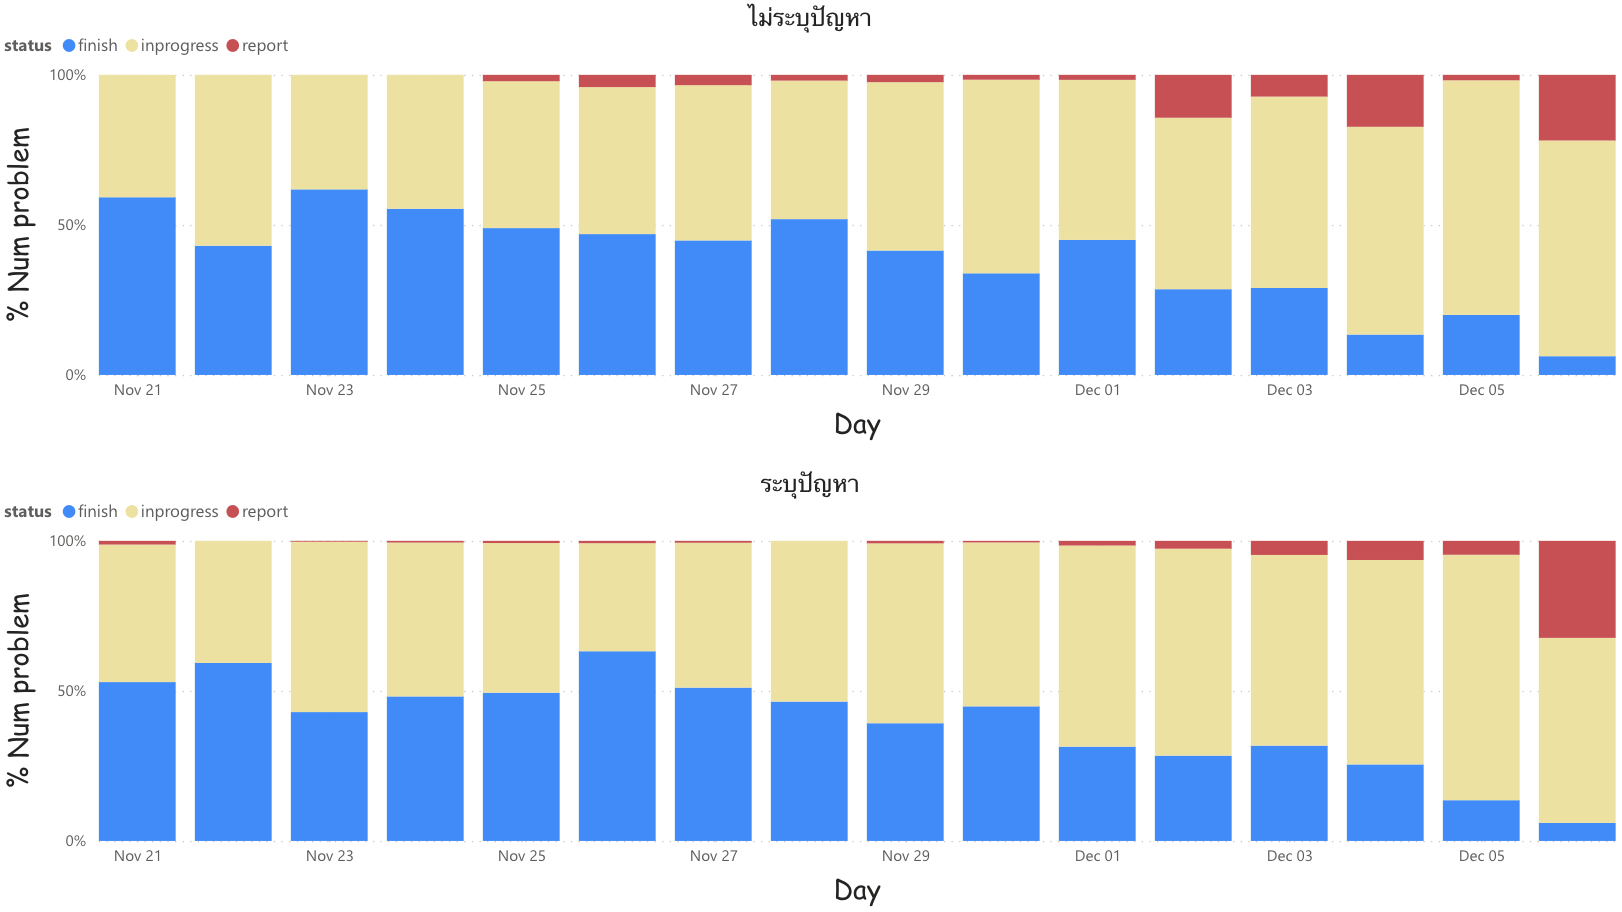 ไม่ระบุปัญหา
status finish inprogress report
100%
50%
0%
% Num problem
Nov 21 Nov 23 Nov 25 Nov 27 Nov 29 Dec 01 Dec 03 Dec 05
Day
ระบุปัญหา
status finish inprogress report
100%
50%
0%
% Num problem
Nov 21 Nov 23 Nov 25 Nov 27 Nov 29 Dec 01 Dec 03 Dec 05
Day